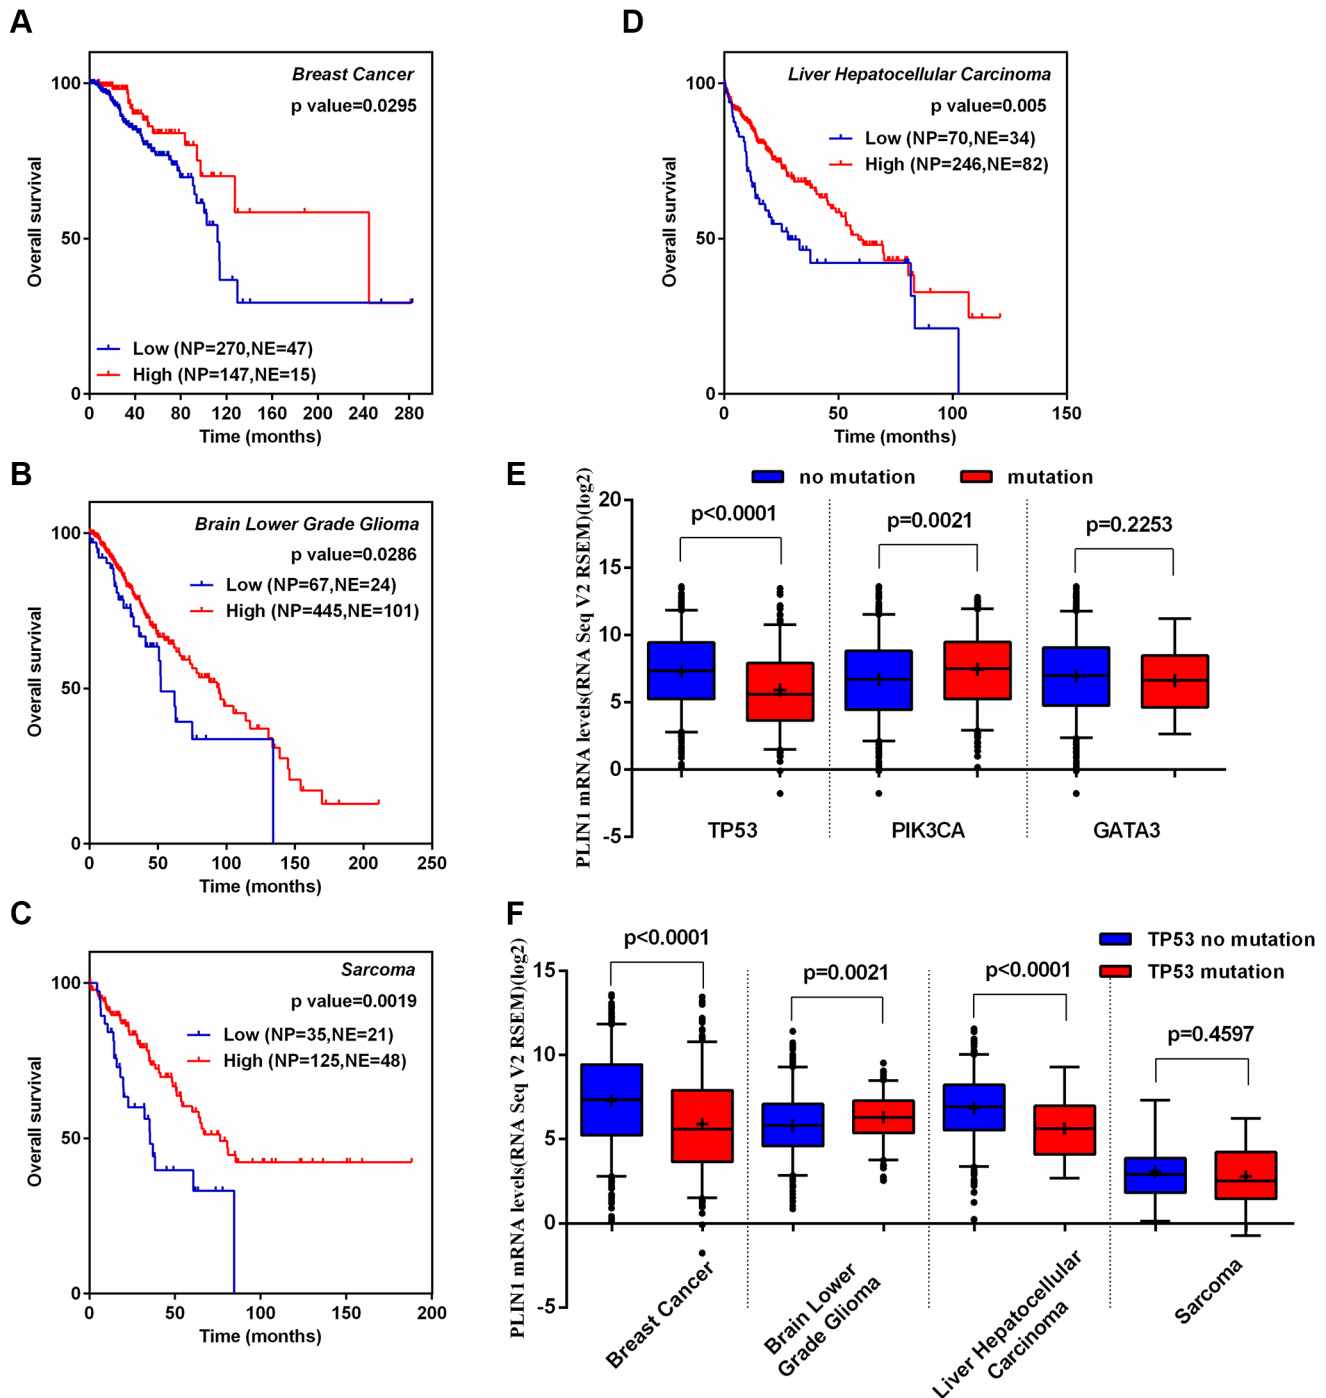 A
Breast Cancer
p value=0.0295
100
50
0
Overall survival
Low (NP=270,NE=47)
High (NP=147,NE=15)
0 40 80 120 160 200 240 280
Time (months)
D
Liver Hepatocellular Carcinoma
p value=0.005
Low (NP=70,NE=34)
High (NP=246,NE=82)
100
50
0
Overall survival
0 50 100 150
Time (months)
B
Brain Lower Grade Glioma
p value=0.0286
Low (NP=67,NE=24)
High (NP=445,NE=101)
100
50
0
Overall survival
0 50 100 150 200 250
Time (months)
E
no mutation mutation
PLIN1 mRNA levels(RNA Seq V2 RSEM)(log2)
20
15
10
5
0
-5
p<0.0001 p=0.0021 p=0.2253
TP53 PIK3CA GATA3
C
Sarcoma
p value=0.0019
Low (NP=35,NE=21)
High (NP=125,NE=48)
100
50
0
Overall survival
0 50 100 150 200
Time (months)
F
TP53 no mutation
TP53 mutation
PLIN1 mRNA levels(RNA Seq V2 RSEM)(log2)
15
10
5
0
-5
p<0.0001 p=0.0021 p<0.0001 p=0.4597
Breast Cancer
Brain Lower
Grade Glioma
Liver Hepatocellular
Carcinoma
Sarcoma